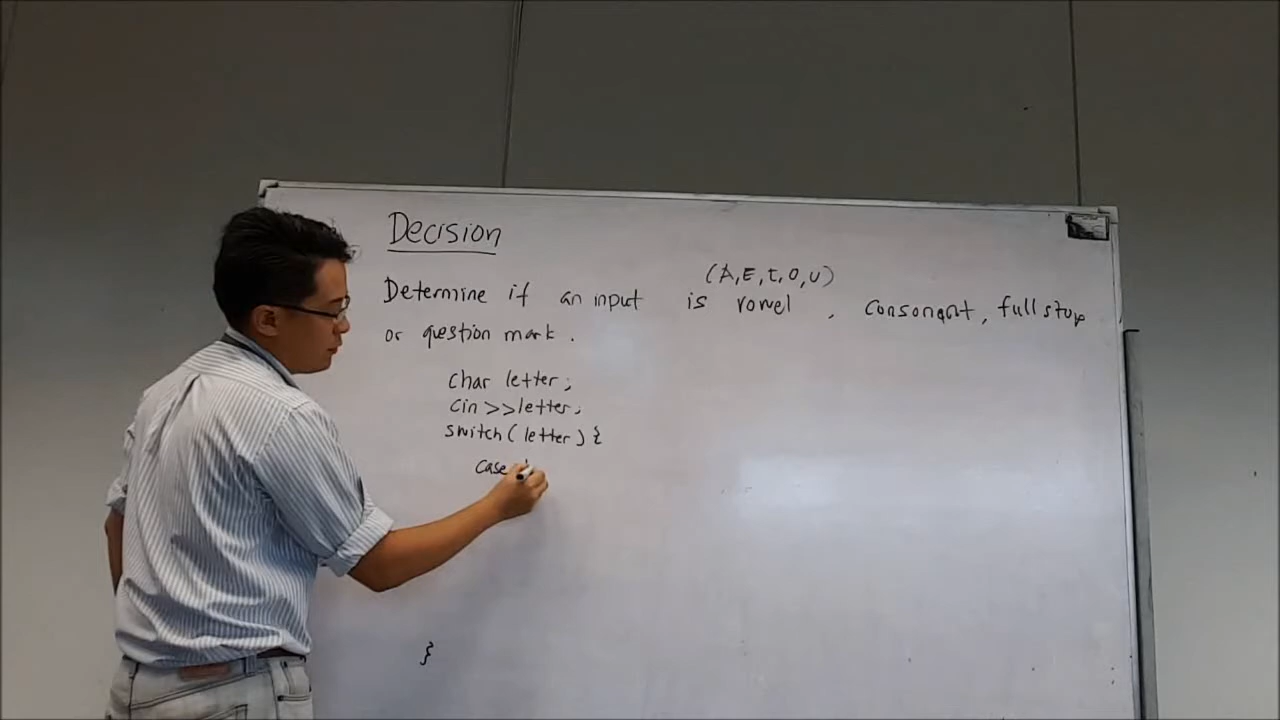 Decision
(A, E, I, O, U)
Determine if an input is vowel, consonant, full stop
or question mark.
char letter;
cin >> letter;
switch (letter) {
case '
}